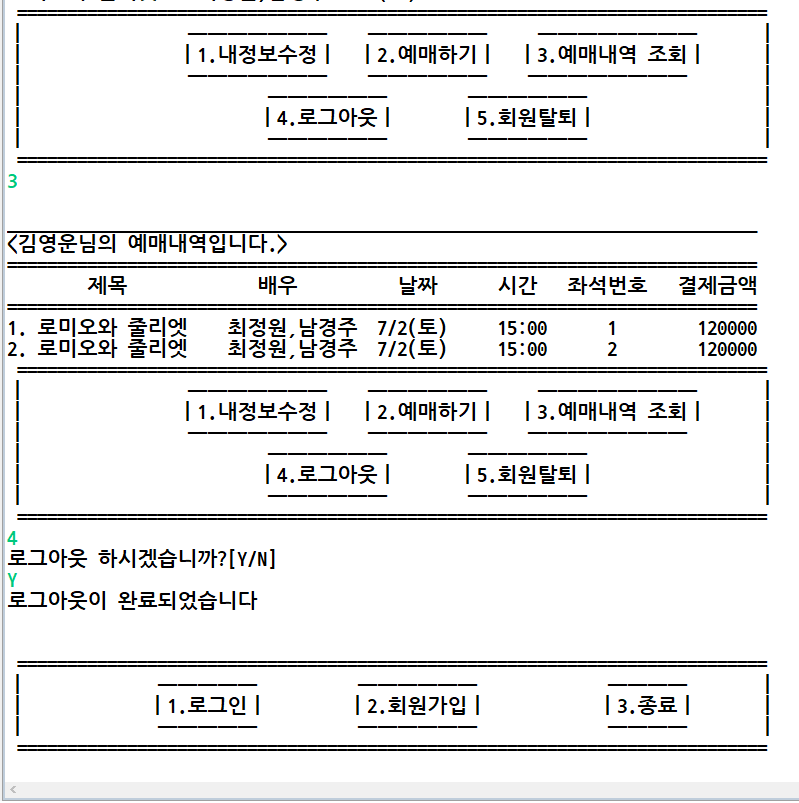 1.내정보수정 2.예매하기 3.예매내역 조회
4.로그아웃 5.회원탈퇴
3
<김영운님의 예매내역입니다.>
제목 배우 날짜 시간 좌석번호 결제금액
1. 로미오와 줄리엣 최정원,남경주 7/2(토) 15:00 1 120000
2. 로미오와 줄리엣 최정원,남경주 7/2(토) 15:00 2 120000
1.내정보수정 2.예매하기 3.예매내역 조회
4.로그아웃 5.회원탈퇴
4
로그아웃 하시겠습니까?[Y/N]
Y
로그아웃이 완료되었습니다
1.로그인 2.회원가입 3.종료